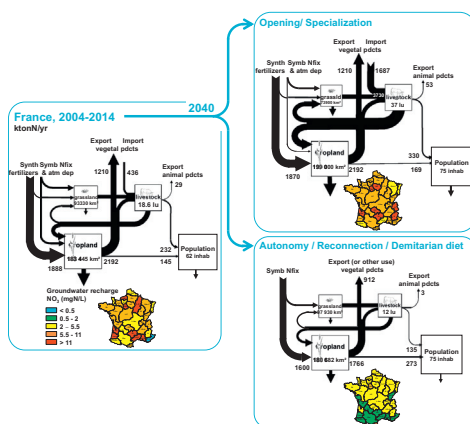 Opening/ Specialization
Export
vegetal pdcts
1210
Import
1687
Synth
fertilizers
Symb Nfix
& atm dep
Export
animal pdcts
53
grassland
livestock
37 lu
Cropland
1870
2192
330
169
Population
75 inhab
2040
France, 2004-2014
ktonN/yr
Export
vegetal pdcts
1210
Import
436
Synth
fertilizers
Symb Nfix
& atm dep
Export
animal pdcts
29
grassland
livestock
18.6 lu
Cropland
1888
2192
232
145
Population
62 inhab
Groundwater recharge
NO3 (mgN/L)
< 0.5
0.5 - 2
2 – 5.5
5.5 - 11
> 11
Autonomy / Reconnection / Demitarian diet
Symb Nfix
Export (or other use)
vegetal pdcts
912
Export
animal pdcts
3
grassland
livestock
12 lu
Cropland
1600
1766
135
273
Population
75 inhab